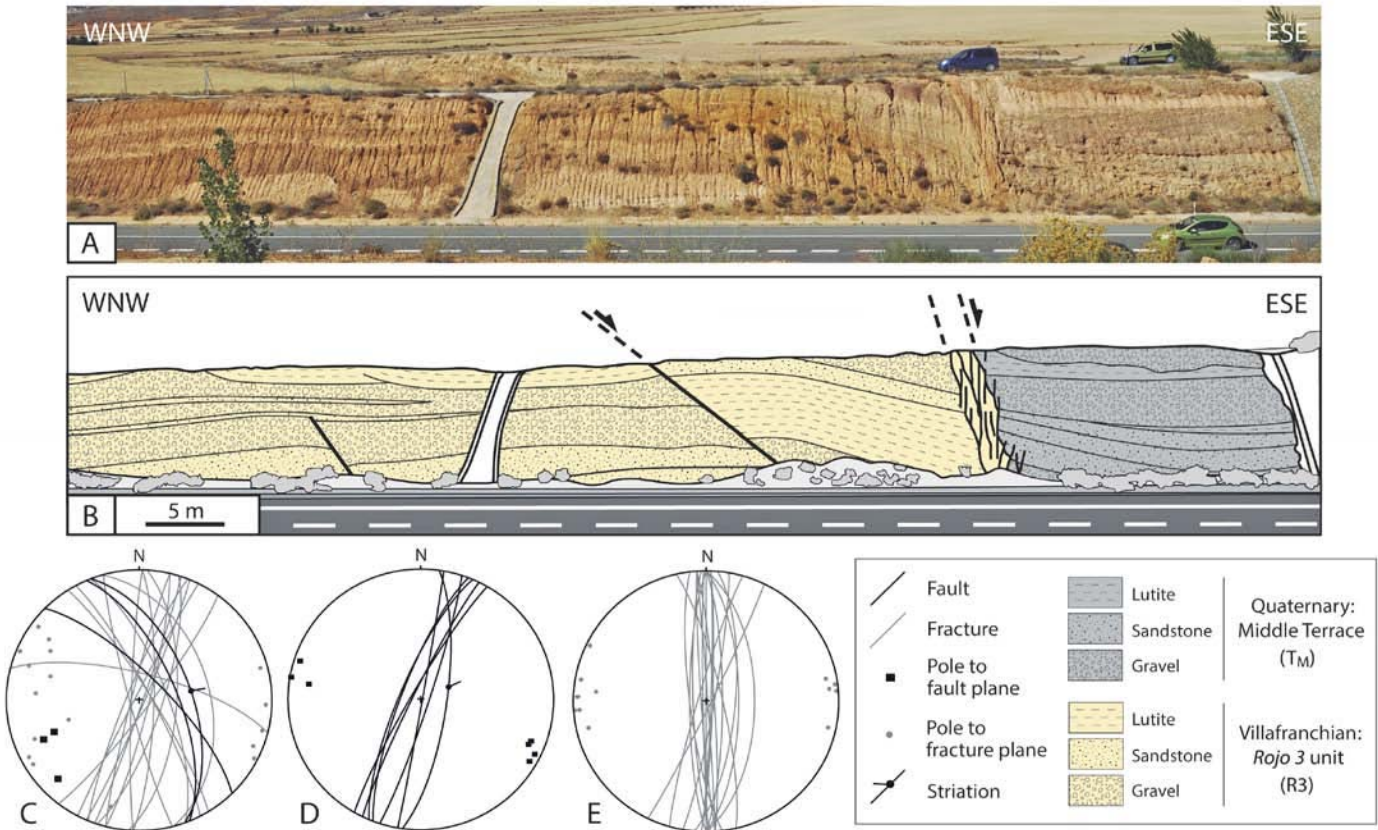 WNW
ESE
A
WNW
ESE
B
5 m
N
N
N
C
D
E
Fault
Fracture
Pole to
fault plane
Pole to
fracture plane
Striation
Lutite
Sandstone
Gravel
Quaternary:
Middle Terrace
(TM)
Lutite
Sandstone
Gravel
Villafranchian:
Rojo 3 unit
(R3)